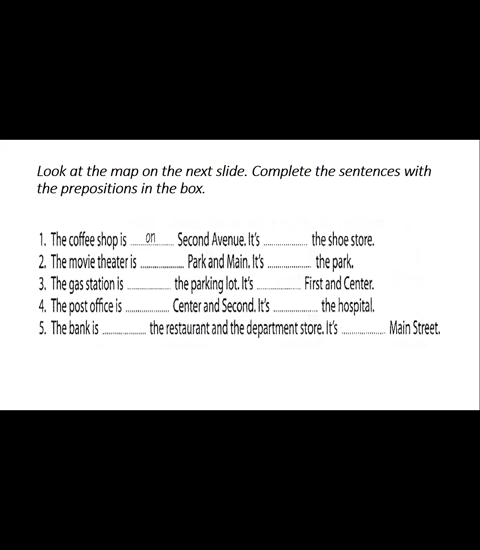 Look at the map on the next slide. Complete the sentences with
the prepositions in the box.
1. The coffee shop is ...on... Second Avenue. It's ............... the shoe store.
2. The movie theater is ............... Park and Main. It's ............... the park.
3. The gas station is ............... the parking lot. It's ............... First and Center.
4. The post office is ............... Center and Second. It's ............... the hospital.
5. The bank is ............... the restaurant and the department store. It's ............... Main Street.